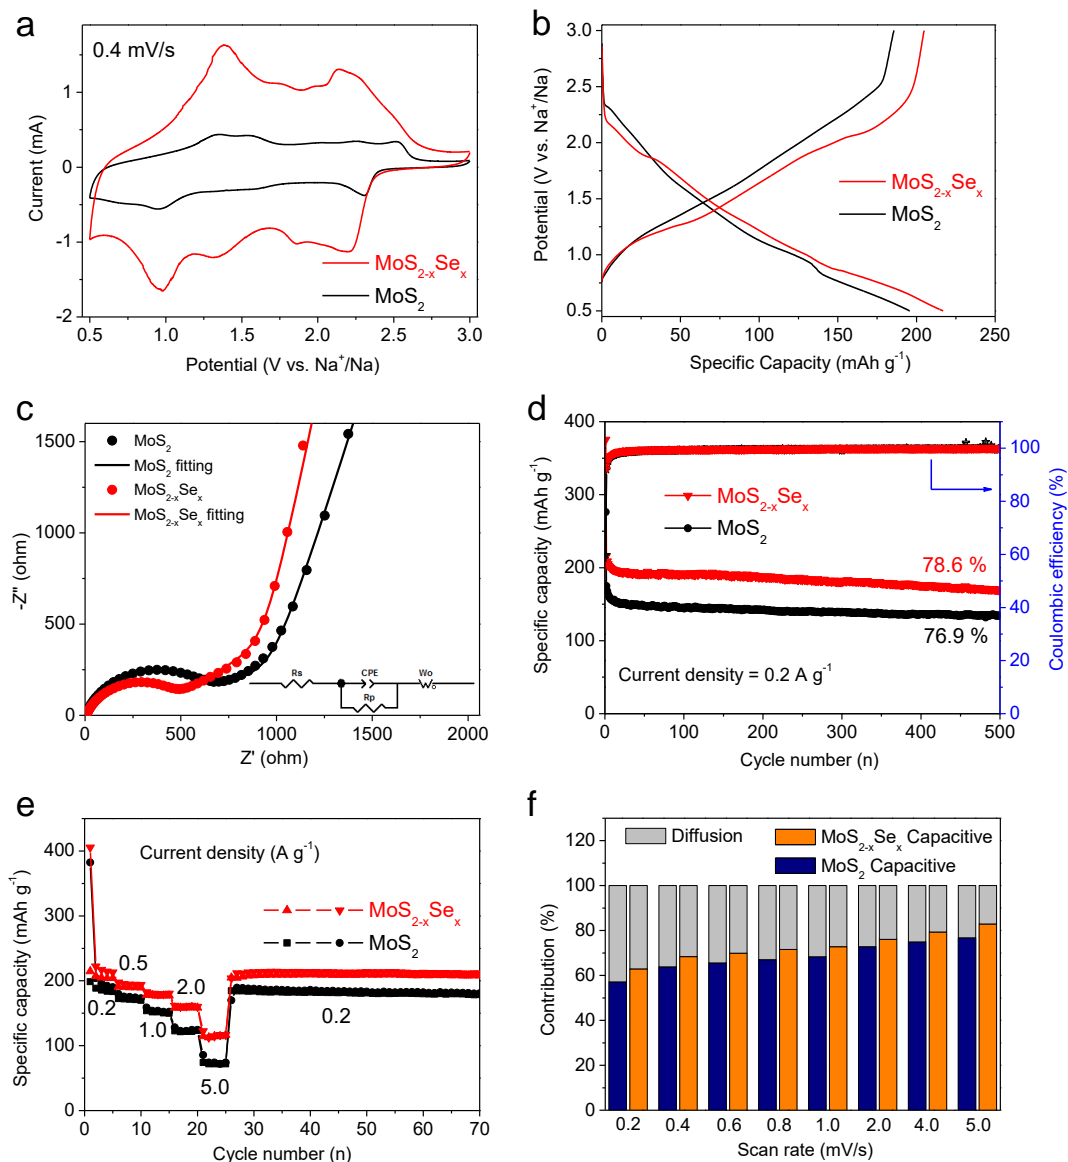 a
0.4 mV/s
1
0
-1
-2
Current (mA)
0.5 1.0 1.5 2.0 2.5 3.0
Potential (V vs. Na⁺/Na)
MoS₂₋ₓSeₓ
MoS₂
b
3.0
2.5
2.0
1.5
1.0
0.5
Potential (V vs. Na⁺/Na)
0 50 100 150 200 250
Specific Capacity (mAh g⁻¹)
MoS₂₋ₓSeₓ
MoS₂
c
1500
1000
500
0
-Z'' (ohm)
MoS₂
MoS₂ fitting
MoS₂₋ₓSeₓ
MoS₂₋ₓSeₓ fitting
Rs CPE Wo
Rp
0 500 1000 1500 2000
Z' (ohm)
d
400
300
200
100
0
Specific capacity (mAh g⁻¹)
MoS₂₋ₓSeₓ
MoS₂
78.6 %
76.9 %
Current density = 0.2 A g⁻¹
100
80
60
40
20
0
Coulombic efficiency (%)
0 100 200 300 400 500
Cycle number (n)
e
400
300
200
100
0
Specific capacity (mAh g⁻¹)
Current density (A g⁻¹)
MoS₂₋ₓSeₓ
MoS₂
0.5
2.0
0.2
1.0
0.2
5.0
0 10 20 30 40 50 60 70
Cycle number (n)
f
120
100
80
60
40
20
0
Contribution (%)
Diffusion
MoS₂₋ₓSeₓ Capacitive
MoS₂ Capacitive
0.2 0.4 0.6 0.8 1.0 2.0 4.0 5.0
Scan rate (mV/s)